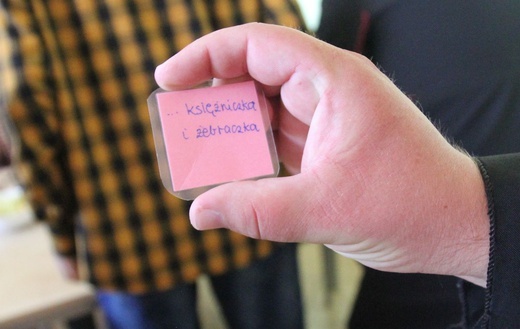 ... księżniczka
i żebraczka